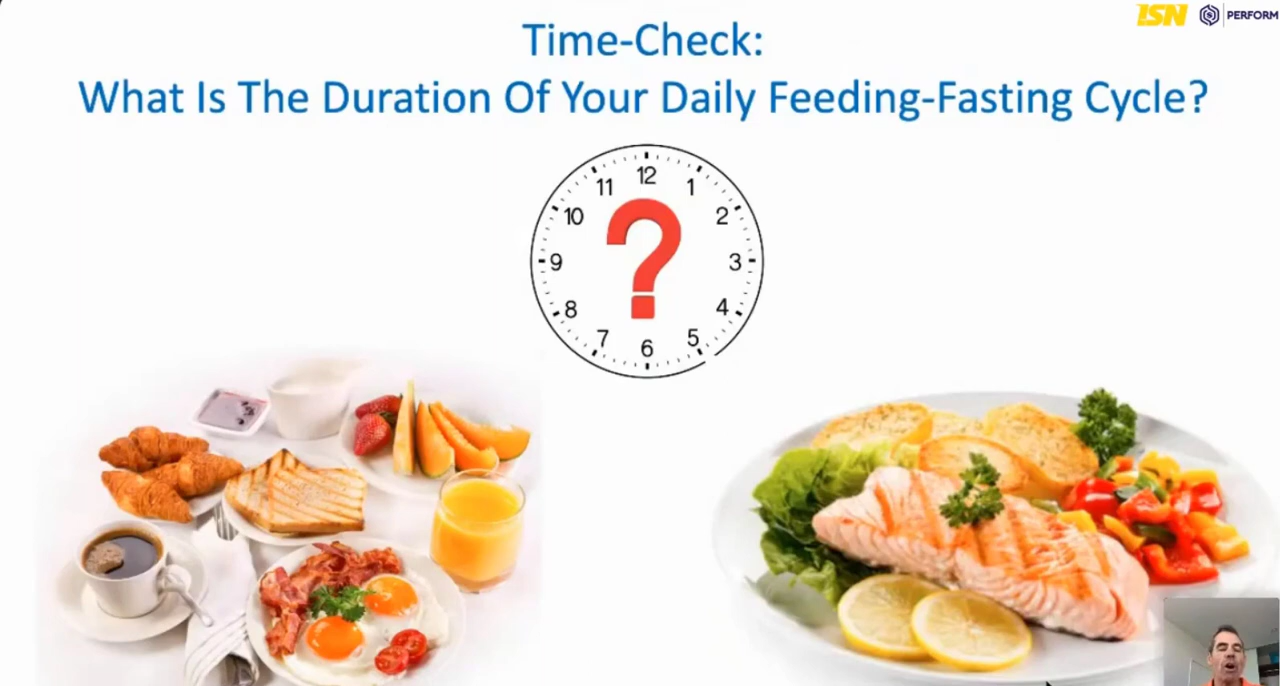 ISN PERFORM
Time-Check:
What Is The Duration Of Your Daily Feeding-Fasting Cycle?
12
11 1
10 2
9 3
8 4
7 5
6
?